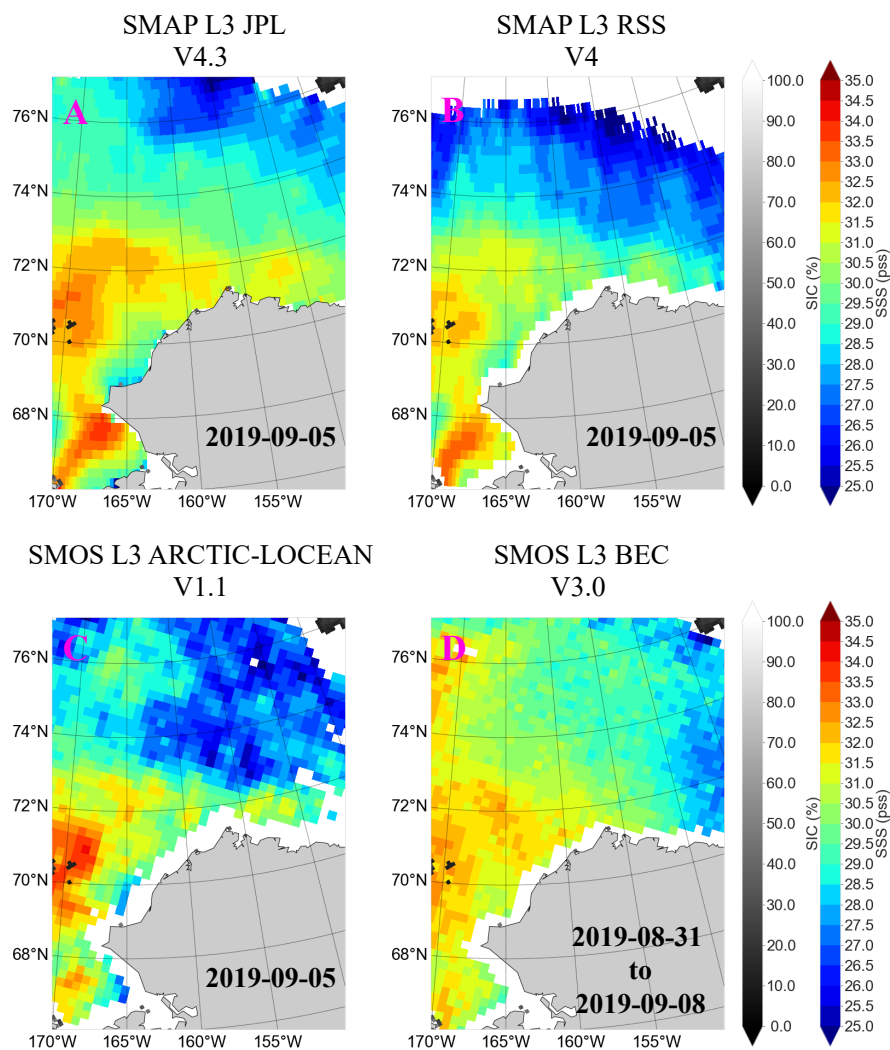 SMAP L3 JPL
V4.3
SMAP L3 RSS
V4
A
76°N
74°N
72°N
70°N
68°N
170°W 165°W 160°W 155°W
2019-09-05
B
76°N
74°N
72°N
70°N
68°N
170°W 165°W 160°W 155°W
2019-09-05
100.0
90.0
80.0
70.0
60.0
50.0
40.0
30.0
20.0
10.0
0.0
SIC (%)
35.0
34.5
34.0
33.5
33.0
32.5
32.0
31.5
31.0
30.5
30.0
29.5
29.0
28.5
28.0
27.5
27.0
26.5
26.0
25.5
25.0
SSS (pss)
SMOS L3 ARCTIC-LOCEAN
V1.1
SMOS L3 BEC
V3.0
C
76°N
74°N
72°N
70°N
68°N
170°W 165°W 160°W 155°W
2019-09-05
D
76°N
74°N
72°N
70°N
68°N
170°W 165°W 160°W 155°W
2019-08-31
to
2019-09-08
100.0
90.0
80.0
70.0
60.0
50.0
40.0
30.0
20.0
10.0
0.0
SIC (%)
35.0
34.5
34.0
33.5
33.0
32.5
32.0
31.5
31.0
30.5
30.0
29.5
29.0
28.5
28.0
27.5
27.0
26.5
26.0
25.5
25.0
SSS (pss)